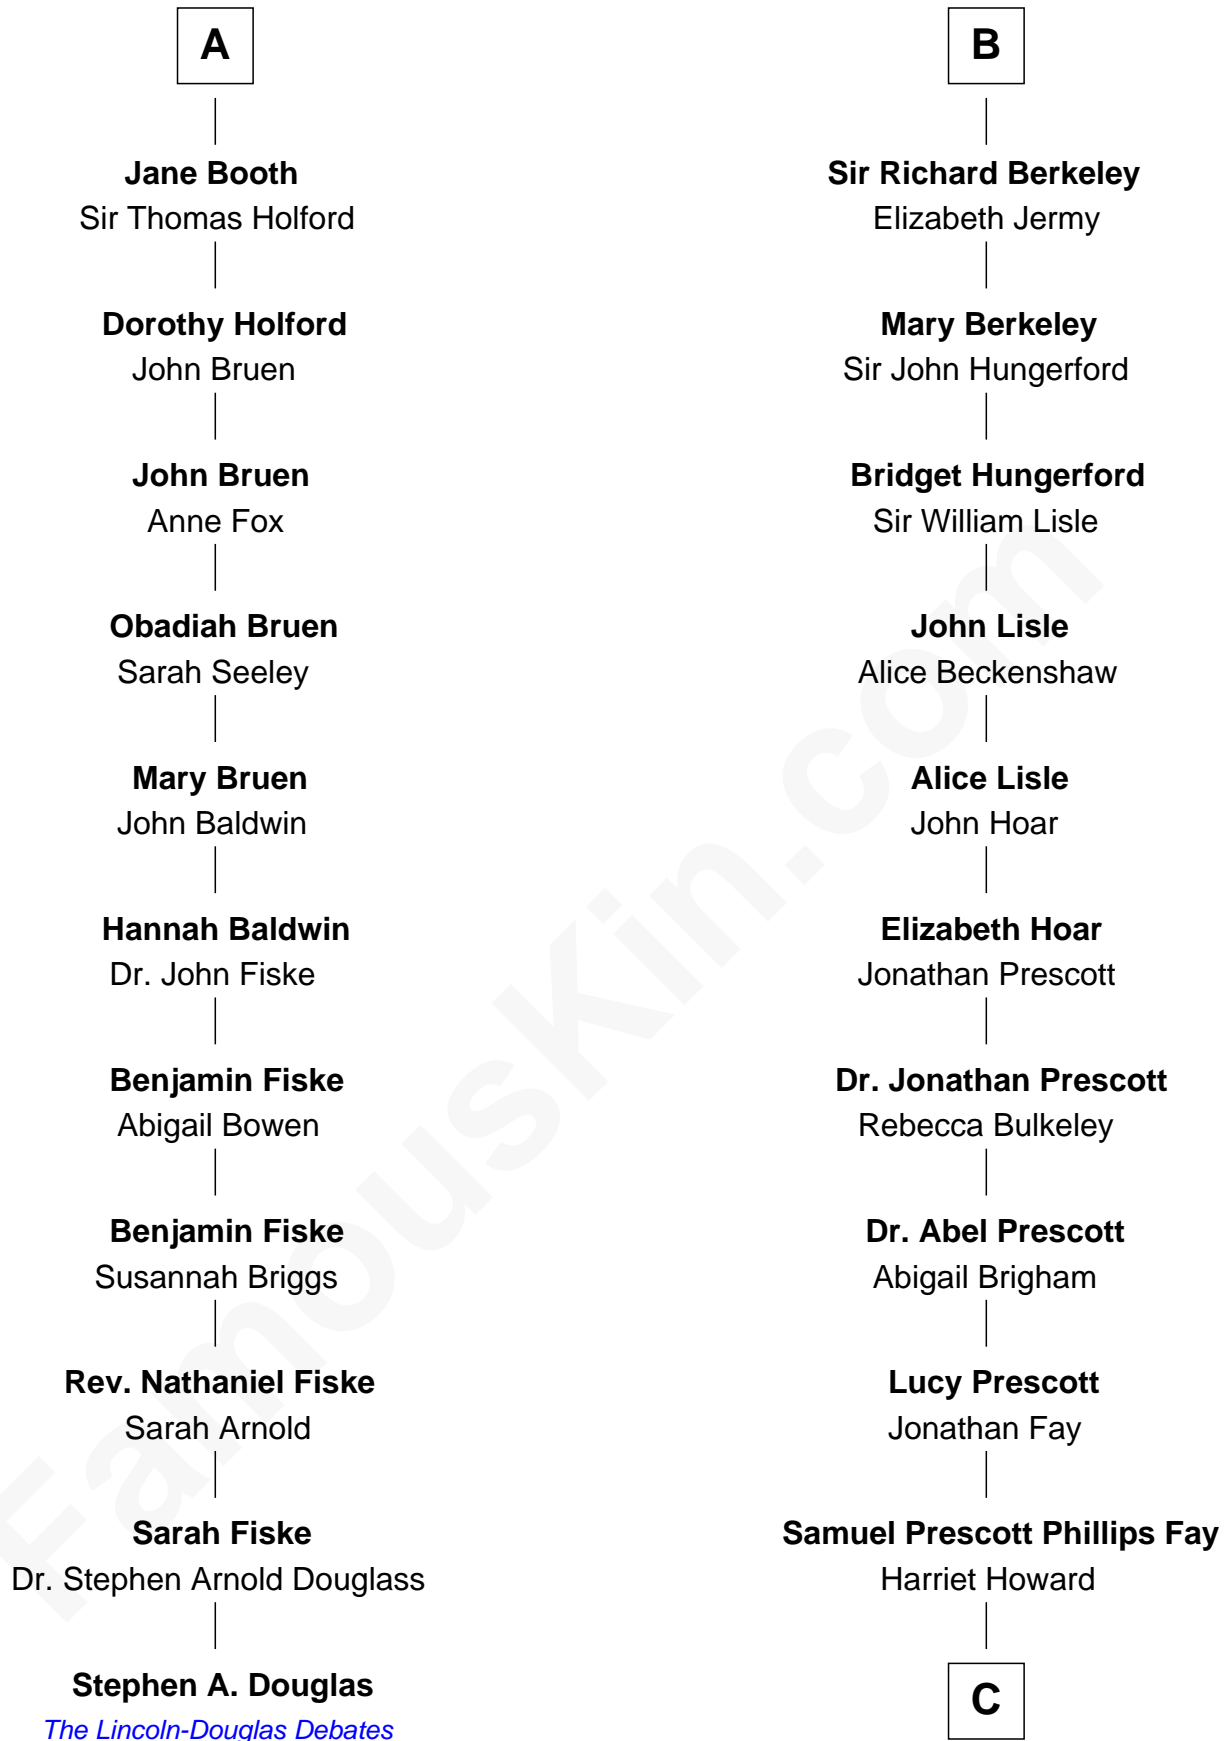 A
Jane Booth
Sir Thomas Holford
Dorothy Holford
John Bruen
John Bruen
Anne Fox
Obadiah Bruen
Sarah Seeley
Mary Bruen
John Baldwin
Hannah Baldwin
Dr. John Fiske
Benjamin Fiske
Abigail Bowen
Benjamin Fiske
Susannah Briggs
Rev. Nathaniel Fiske
Sarah Arnold
Sarah Fiske
Dr. Stephen Arnold Douglass
Stephen A. Douglas
The Lincoln-Douglas Debates
B
Sir Richard Berkeley
Elizabeth Jermy
Mary Berkeley
Sir John Hungerford
Bridget Hungerford
Sir William Lisle
John Lisle
Alice Beckenshaw
Alice Lisle
John Hoar
Elizabeth Hoar
Jonathan Prescott
Dr. Jonathan Prescott
Rebecca Bulkeley
Dr. Abel Prescott
Abigail Brigham
Lucy Prescott
Jonathan Fay
Samuel Prescott Phillips Fay
Harriet Howard
C
FamousKin.com